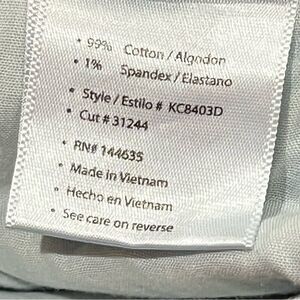 • 99% Cotton / Algodon
• 1% Spandex / Elastano
• Style / Estilo # KC8403D
• Cut # 31244
• RN# 144635
• Made in Vietnam
• Hecho en Vietnam
• See care on reverse